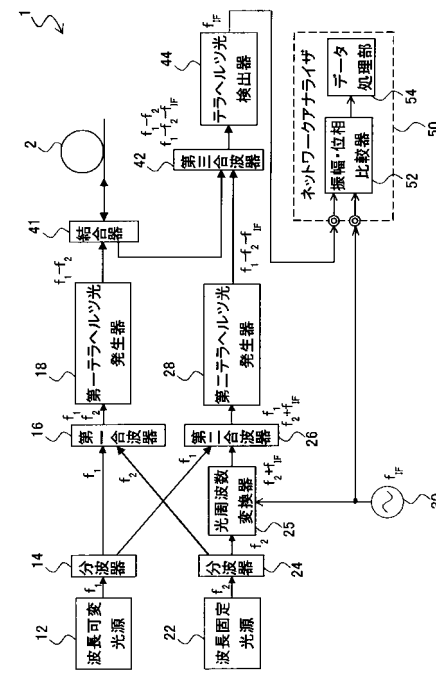 1
12
波長可変
光源
f1
14
分波器
f1
f2
16
第一合波器
f1
f2
18
第一テラヘルツ光
発生器
f1-f2
41
結合器
2
22
波長固定
光源
f2
24
分波器
f2
25
光周波数
変換器
f2+fIF
f1
26
第二合波器
f1
f2+fIF
28
第二テラヘルツ光
発生器
f1-f2-fIF
42
第三合波器
f1-f2
f1-f2-fIF
44
テラヘルツ光
検出器
fIF
fIF
ネットワークアナライザ
50
振幅・位相
比較器
52
データ
処理部
54